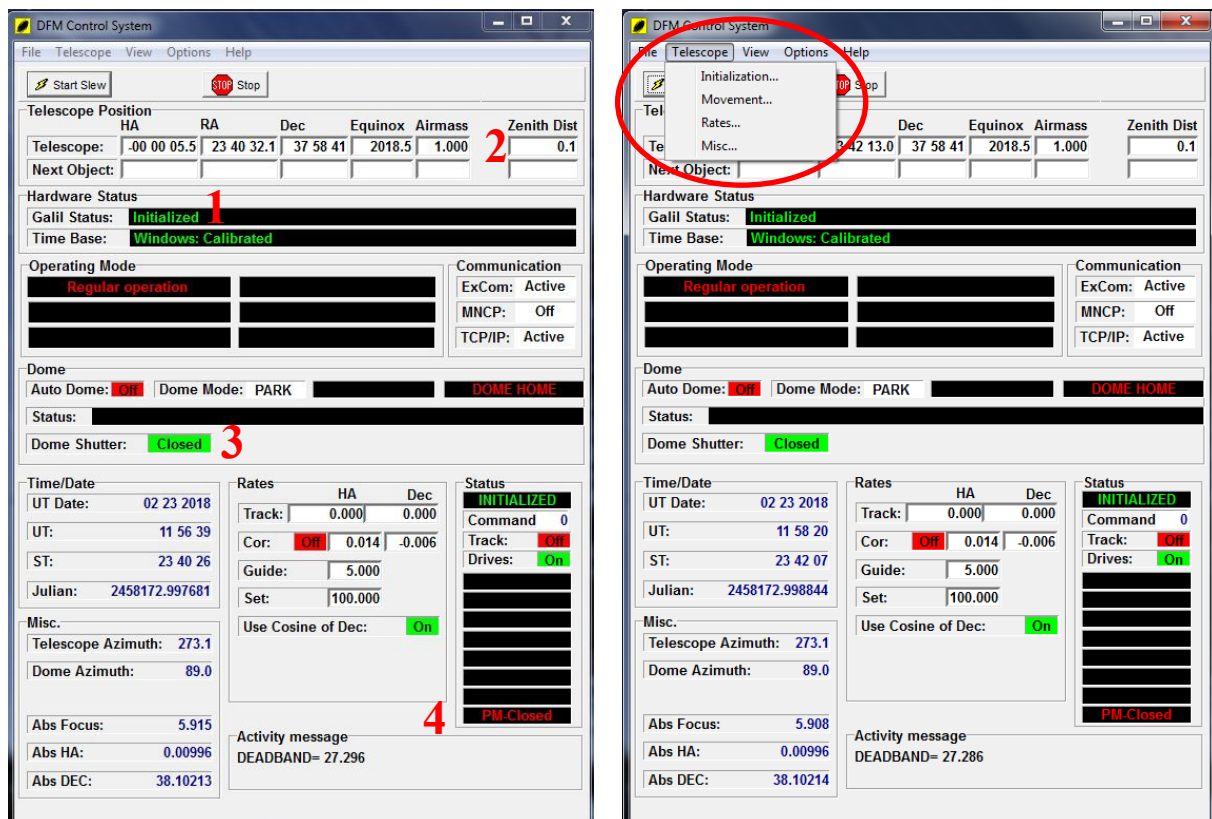 DFM Control System
File Telescope View Options Help
Start Slew STOP Stop
Telescope Position
HA RA Dec Equinox Airmass Zenith Dist
Telescope: -00 00 05.5 23 40 32.1 37 58 41 2018.5 1.000 2 0.1
Next Object:
Hardware Status
Galil Status: Initialized 1
Time Base: Windows: Calibrated
Operating Mode Communication
Regular operation ExCom: Active
MNCP: Off
TCP/IP: Active
Dome
Auto Dome: Off Dome Mode: PARK DOME HOME
Status:
Dome Shutter: Closed 3
Time/Date
UT Date: 02 23 2018
UT: 11 56 39
ST: 23 40 26
Julian: 2458172.997681
Misc.
Telescope Azimuth: 273.1
Dome Azimuth: 89.0
Abs Focus: 5.915
Abs HA: 0.00996
Abs DEC: 38.10213
Rates
HA Dec
Track: 0.000 0.000
Cor: Off 0.014 -0.006
Guide: 5.000
Set: 100.000
Use Cosine of Dec: On
Status
INITIALIZED
Command 0
Track: Off
Drives: On
4 PM-Closed
Activity message
DEADBAND= 27.296
DFM Control System
File Telescope View Options Help
Initialization...
Movement...
Rates...
Misc...
STOP Stop
Tel
Dec Equinox Airmass Zenith Dist
Te 3 42 13.0 37 58 41 2018.5 1.000 0.1
Next Object:
Hardware Status
Galil Status: Initialized
Time Base: Windows: Calibrated
Operating Mode Communication
Regular operation ExCom: Active
MNCP: Off
TCP/IP: Active
Dome
Auto Dome: Off Dome Mode: PARK DOME HOME
Status:
Dome Shutter: Closed
Time/Date
UT Date: 02 23 2018
UT: 11 58 20
ST: 23 42 07
Julian: 2458172.998844
Misc.
Telescope Azimuth: 273.1
Dome Azimuth: 89.0
Abs Focus: 5.908
Abs HA: 0.00996
Abs DEC: 38.10214
Rates
HA Dec
Track: 0.000 0.000
Cor: Off 0.014 -0.006
Guide: 5.000
Set: 100.000
Use Cosine of Dec: On
Status
INITIALIZED
Command 0
Track: Off
Drives: On
PM-Closed
Activity message
DEADBAND= 27.286